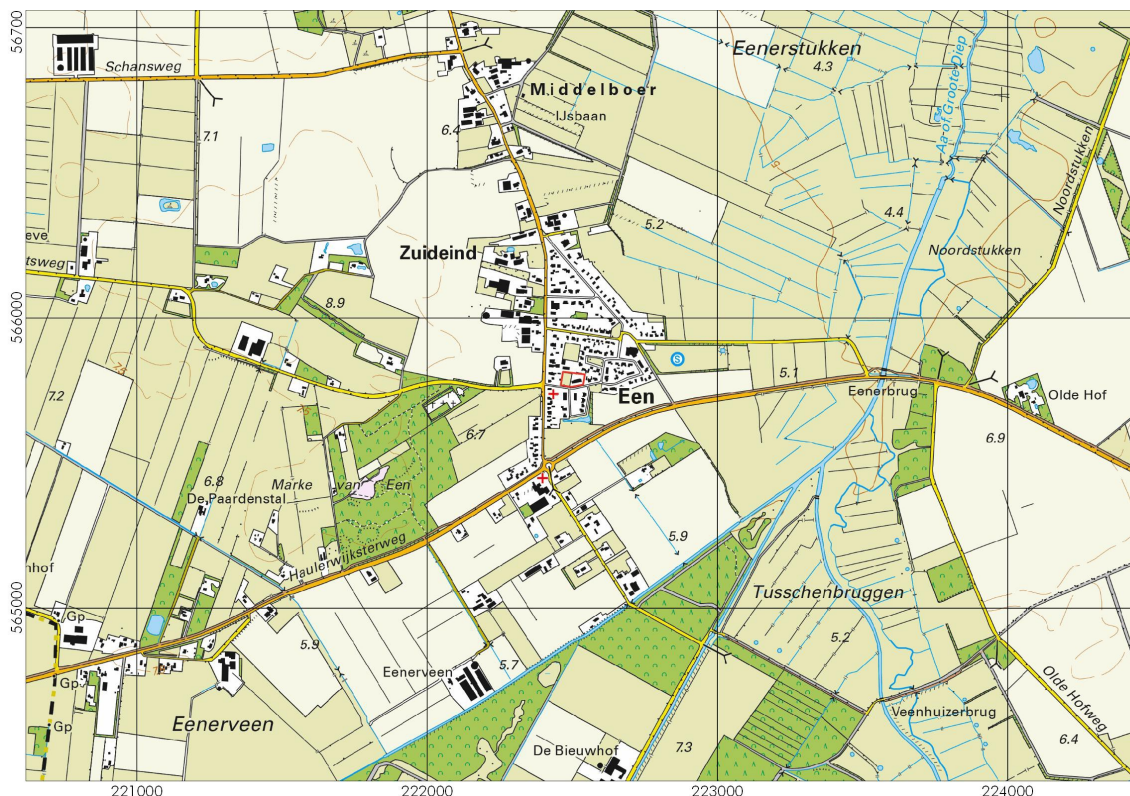 56700
Schansweg
Eenerstukken
4.3
Middelboer
IJsbaan
Aa of Groote Diep
7.1
6.4
Noordstukken
4.4
5.2
eve
Zuideind
Noordstukken
tsweg
8.9
566000
S
7.2
5.1
Een
Eenerbrug
Olde Hof
6.7
6.9
6.8
Marke van Een
De Paardenstal
5.9
Haulerwijksterweg
nhof
Tusschenbruggen
565000
Gp
5.9
5.2
5.7
Eenerveen
Gp
Olde Hofweg
Veenhuizerbrug
Eenerveen
Gp
De Bieuwhof
7.3
6.4
221000
222000
223000
224000